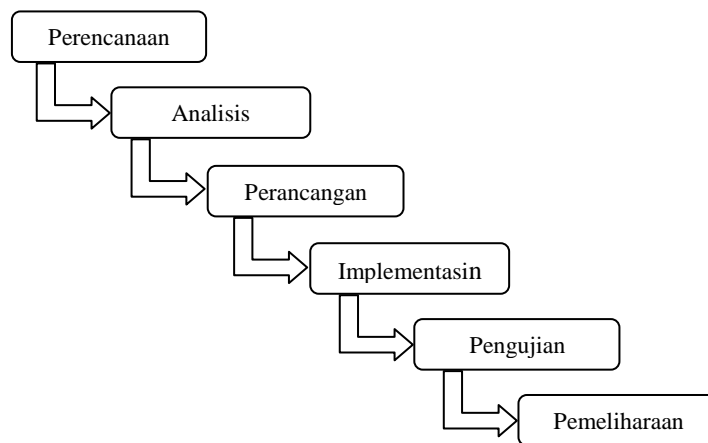 Perencanaan
Analisis
Perancangan
Implementasin
Pengujian
Pemeliharaan